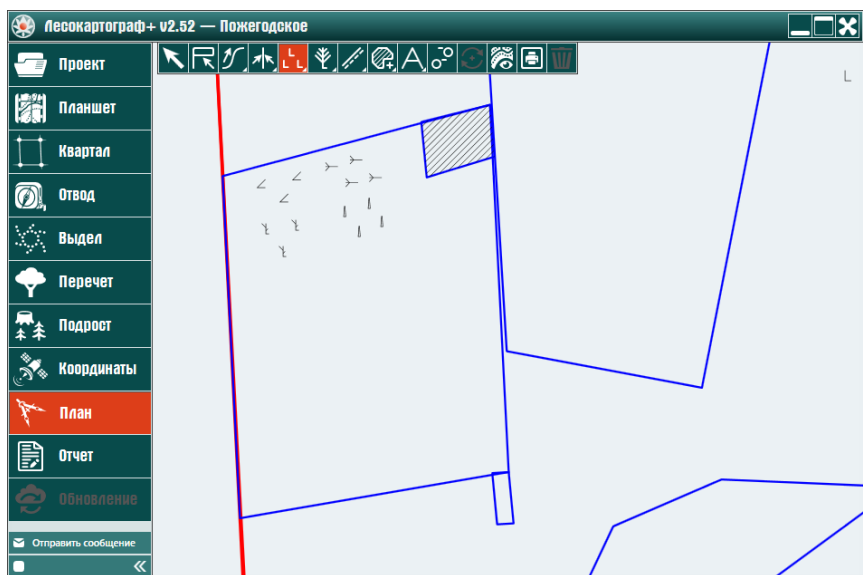 Лесокартограф+ v2.52 — Пожегодское
Проект
Планшет
Квартал
Отвод
Выдел
Перечет
Подрост
Координаты
План
Отчет
Обновление
Отправить сообщение